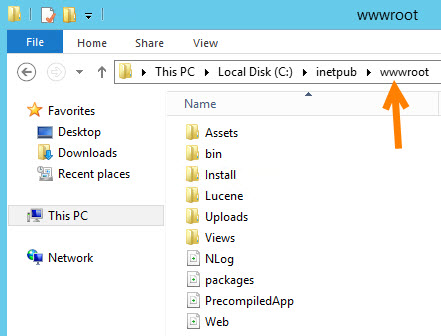 wwwroot
File Home Share View
This PC Local Disk (C:) inetpub wwwroot
Favorites
Desktop
Downloads
Recent places
This PC
Network
Name
Assets
bin
Install
Lucene
Uploads
Views
NLog
packages
PrecompiledApp
Web